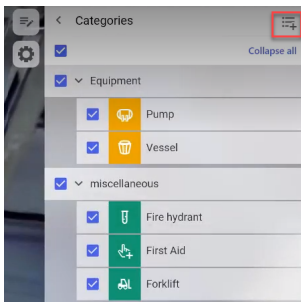 Categories
Collapse all
Equipment
Pump
Vessel
miscellaneous
Fire hydrant
First Aid
Forklift